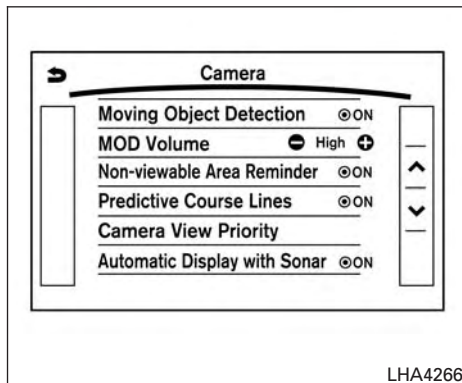 Camera
Moving Object Detection ON
MOD Volume High
Non-viewable Area Reminder ON
Predictive Course Lines ON
Camera View Priority
Automatic Display with Sonar ON
LHA4266